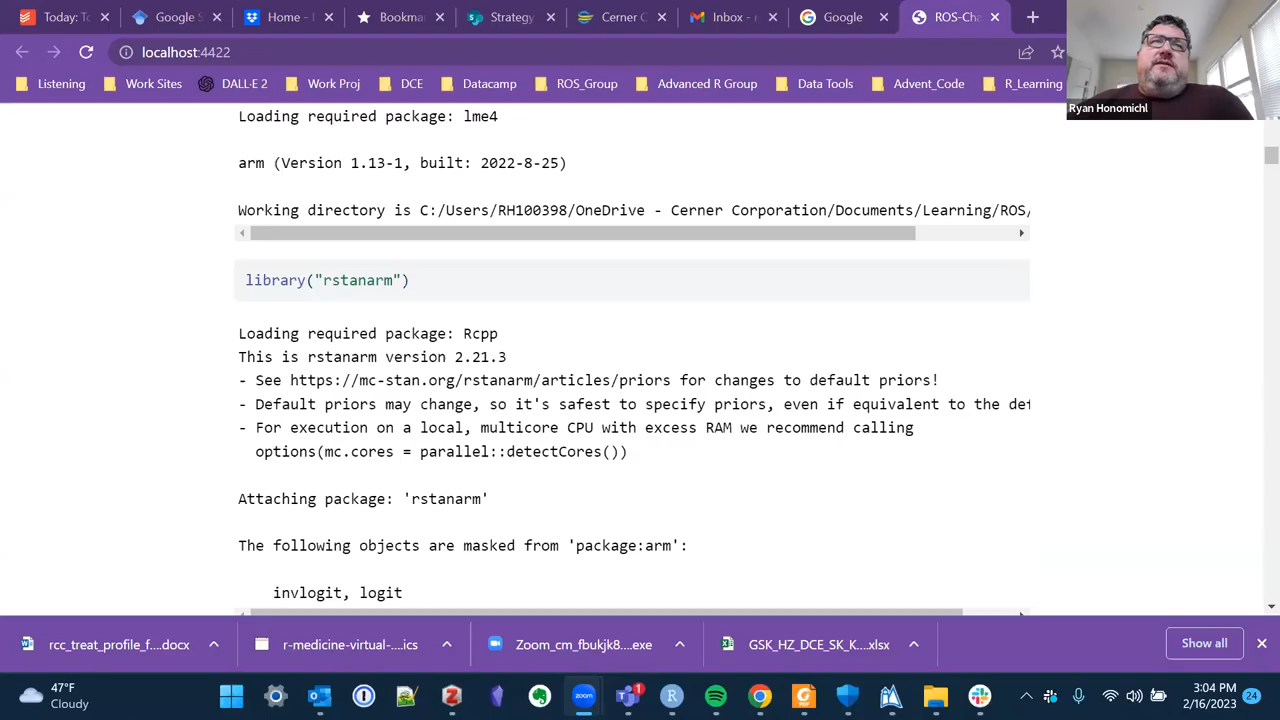 Today: To
Google S
Home -
Bookma
Strategy
Cerner C
Inbox -
Google
ROS-Cha
localhost:4422
Listening
Work Sites
DALL·E 2
Work Proj
DCE
Datacamp
ROS_Group
Advanced R Group
Data Tools
Advent_Code
R_Learning
Ryan Honomichl
Loading required package: lme4
arm (Version 1.13-1, built: 2022-8-25)
Working directory is C:/Users/RH100398/OneDrive - Cerner Corporation/Documents/Learning/ROS/
library("rstanarm")
Loading required package: Rcpp
This is rstanarm version 2.21.3
- See https://mc-stan.org/rstanarm/articles/priors for changes to default priors!
- Default priors may change, so it's safest to specify priors, even if equivalent to the def
- For execution on a local, multicore CPU with excess RAM we recommend calling
options(mc.cores = parallel::detectCores())
Attaching package: 'rstanarm'
The following objects are masked from 'package:arm':
invlogit, logit
rcc_treat_profile_f....docx
r-medicine-virtual-....ics
Zoom_cm_fbukjk8....exe
GSK_HZ_DCE_SK_K....xlsx
Show all
47°F
Cloudy
1
3:04 PM
2/16/2023
24